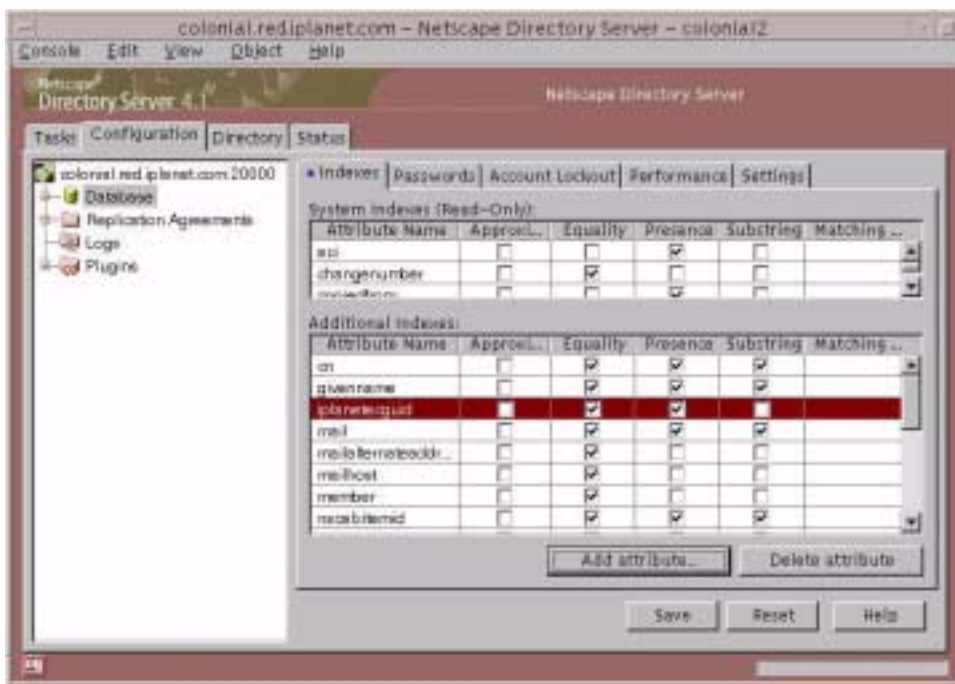 colonial.red.iplanet.com – Netscape Directory Server – colonial2
Console Edit View Object Help
Netscape
Directory Server 4.1
Netscape Directory Server
Tasks Configuration Directory Status
colonial.red.iplanet.com:20000
Database
Replication Agreements
Logs
Plugins
Indexes Passwords Account Lockout Performance Settings
System Indexes (Read-Only):
Attribute Name Approxi... Equality Presence Substring Matching ...
aci
changenumber
Additional Indexes:
Attribute Name Approxi... Equality Presence Substring Matching ...
cn
givenname
mail
mailalternateaddr...
mailhost
member
nscabitemid
Add attribute... Delete attribute
Save Reset Help